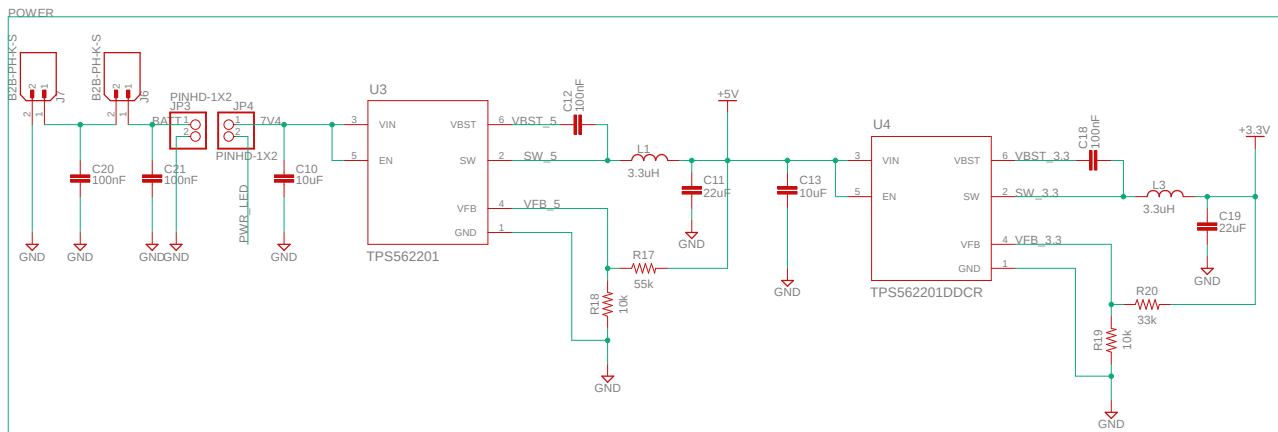 POWER
B2B-PH-K-S
2
1
J7
2
1
B2B-PH-K-S
2
1
J6
2
1
PINHD-1X2
JP3
BATT
1
2
JP4
1
2
7V4
PINHD-1X2
PWR_LED
C20
100nF
C21
100nF
C10
10uF
GND
GND
GND
GND
GND
U3
3
VIN
5
EN
VBST
6
VBST_5
SW
2
SW_5
VFB
4
VFB_5
GND
1
TPS562201
C12
100nF
L1
3.3uH
+5V
C11
22uF
GND
R17
55k
R18
10k
GND
C13
10uF
GND
U4
3
VIN
5
EN
VBST
6
VBST_3.3
SW
2
SW_3.3
VFB
4
VFB_3.3
GND
1
TPS562201DDCR
C18
100nF
L3
3.3uH
+3.3V
C19
22uF
GND
R20
33k
R19
10k
GND